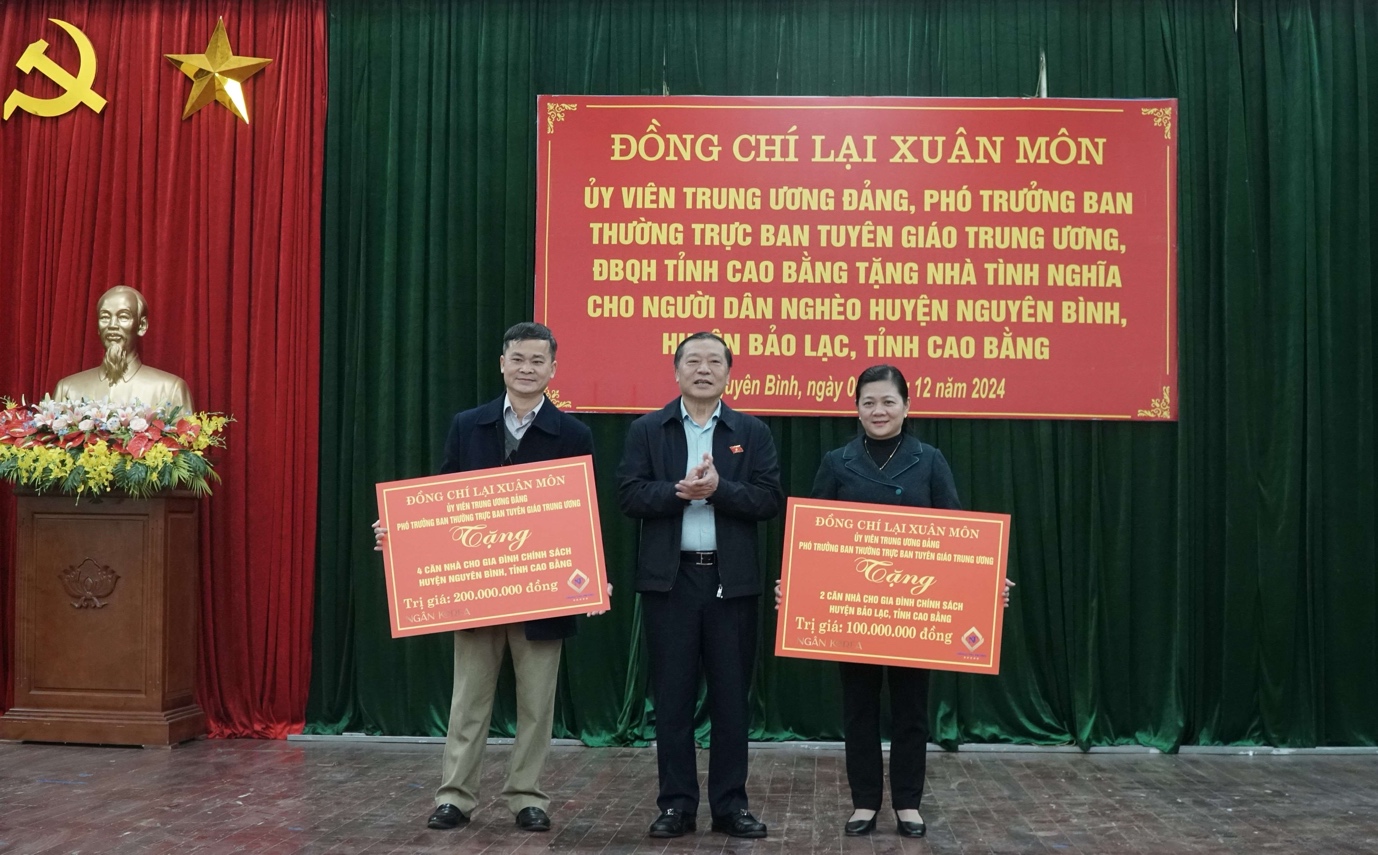 ĐỒNG CHÍ LẠI XUÂN MÔN
ỦY VIÊN TRUNG ƯƠNG ĐẢNG, PHÓ TRƯỞNG BAN
THƯỜNG TRỰC BAN TUYÊN GIÁO TRUNG ƯƠNG,
ĐBQH TỈNH CAO BẰNG TẶNG NHÀ TÌNH NGHĨA
CHO NGƯỜI DÂN NGHÈO HUYỆN NGUYÊN BÌNH,
HUYỆN BẢO LẠC, TỈNH CAO BẰNG
Bình, ngày 12 năm 2024
ĐỒNG CHÍ LẠI XUÂN MÔN
ỦY VIÊN TRUNG ƯƠNG ĐẢNG
PHÓ TRƯỞNG BAN THƯỜNG TRỰC BAN TUYÊN GIÁO TRUNG ƯƠNG
Tặng
4 CĂN NHÀ CHO GIA ĐÌNH CHÍNH SÁCH
HUYỆN NGUYÊN BÌNH, TỈNH CAO BẰNG
Trị giá: 200.000.000 đồng
NGÂN
ĐỒNG CHÍ LẠI XUÂN MÔN
ỦY VIÊN TRUNG ƯƠNG ĐẢNG
PHÓ TRƯỞNG BAN THƯỜNG TRỰC BAN TUYÊN GIÁO TRUNG ƯƠNG
Tặng
2 CĂN NHÀ CHO GIA ĐÌNH CHÍNH SÁCH
HUYỆN BẢO LẠC, TỈNH CAO BẰNG
Trị giá: 100.000.000 đồng
NGÂN